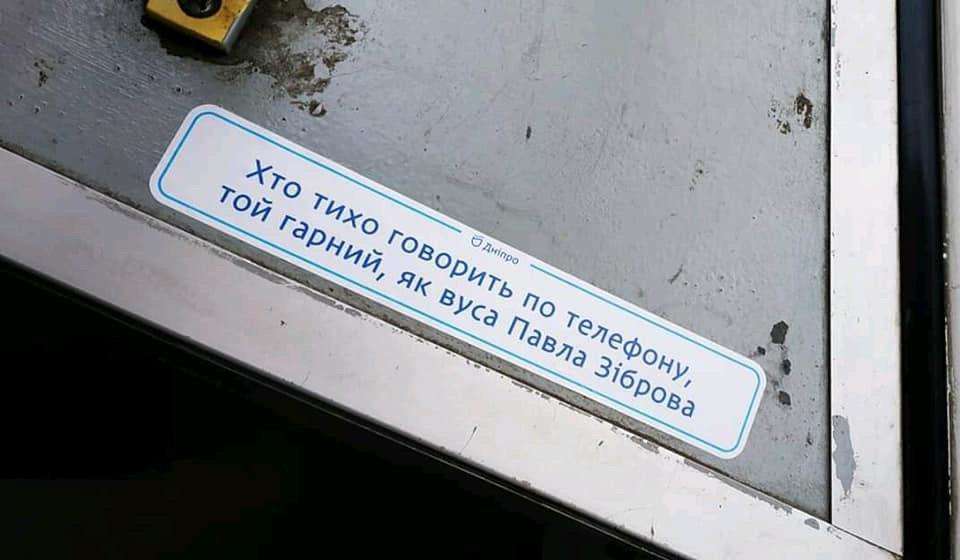 Дніпро
Хто тихо говорить по телефону,
той гарний, як вуса Павла Зіброва